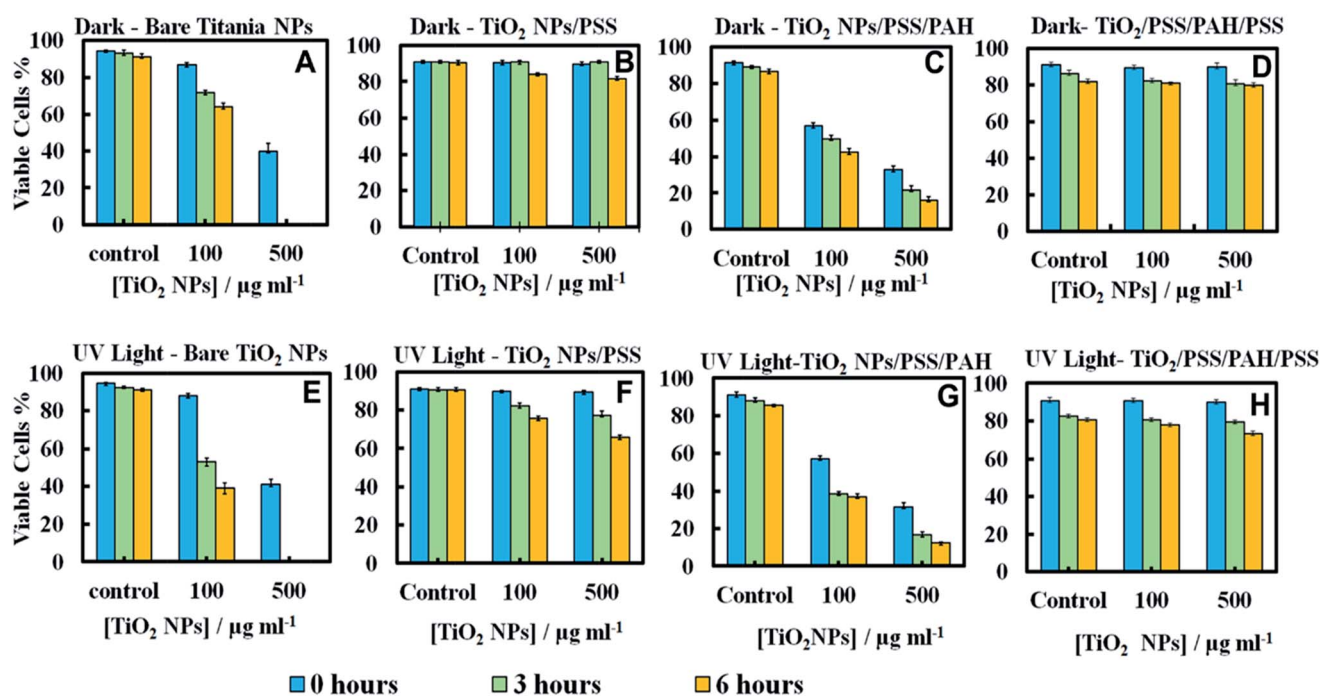 Dark - Bare Titania NPs
A
Viable Cells %
100
80
60
40
20
0
control 100 500
[TiO₂ NPs] / µg ml⁻¹
Dark - TiO₂ NPs/PSS
B
100
80
60
40
20
0
Control 100 500
[TiO₂ NPs] / µg ml⁻¹
Dark - TiO₂ NPs/PSS/PAH
C
100
80
60
40
20
0
Control 100 500
[TiO₂ NPs] / µg ml⁻¹
Dark- TiO₂/PSS/PAH/PSS
D
100
80
60
40
20
0
Control 100 500
[TiO₂ NPs] / µg ml⁻¹
UV Light - Bare TiO₂ NPs
E
Viable Cells %
100
80
60
40
20
0
control 100 500
[TiO₂ NPs] / µg ml⁻¹
UV Light - TiO₂ NPs/PSS
F
100
80
60
40
20
0
Control 100 500
[TiO₂ NPs] / µg ml⁻¹
UV Light-TiO₂ NPs/PSS/PAH
G
100
80
60
40
20
0
Control 100 500
[TiO₂NPs] / µg ml⁻¹
UV Light- TiO₂/PSS/PAH/PSS
H
100
80
60
40
20
0
Control 100 500
[TiO₂ NPs] / µg ml⁻¹
0 hours 3 hours 6 hours